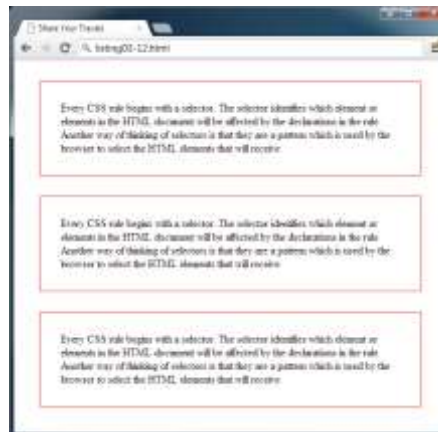 Share Your Travels
listing03-12.html
Every CSS rule begins with a selector. The selector identifies which element or
elements in the HTML document will be affected by the declarations in the rule.
Another way of thinking of selectors is that they are a pattern which is used by the
browser to select the HTML elements that will receive
Every CSS rule begins with a selector. The selector identifies which element or
elements in the HTML document will be affected by the declarations in the rule.
Another way of thinking of selectors is that they are a pattern which is used by the
browser to select the HTML elements that will receive
Every CSS rule begins with a selector. The selector identifies which element or
elements in the HTML document will be affected by the declarations in the rule.
Another way of thinking of selectors is that they are a pattern which is used by the
browser to select the HTML elements that will receive